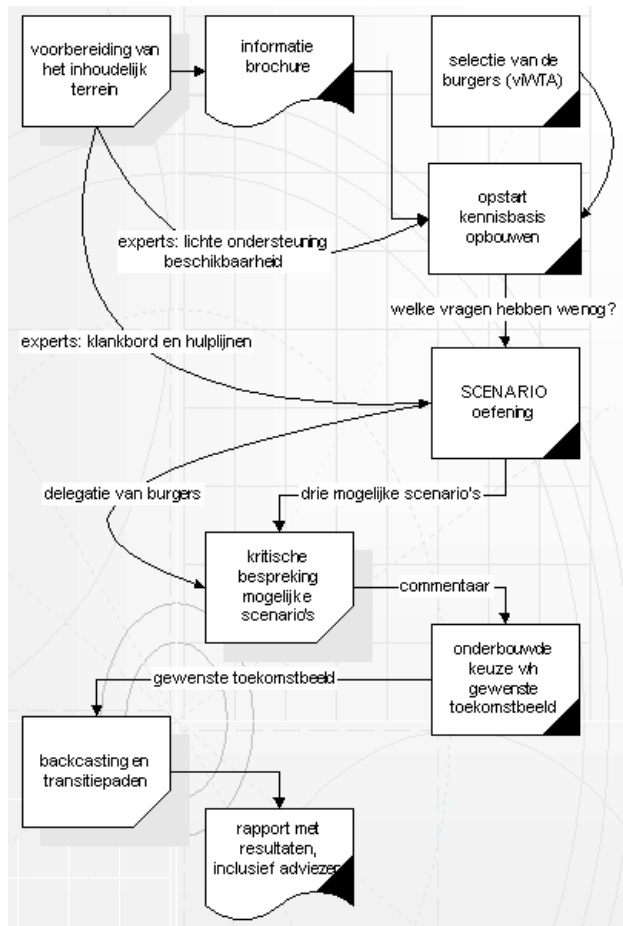 voorbereiding van
het inhoudelijk
terrein
informatie
brochure
selectie van de
burgers (viWTA)
opstart
kennisbasis
opbouwen
experts: lichte ondersteuning
beschikbaarheid
welke vragen hebben we nog?
experts: klankbord en hulplijnen
SCENARIO
oefening
delegatie van burgers
drie mogelijke scenario's
kritische
bespreking
mogelijke
scenario's
commentaar
onderbouwde
keuze v/h
gewenste
toekomstbeeld
gewenste toekomstbeeld
backcasting en
transitiepaden
rapport met
resultaten,
inclusief adviezen